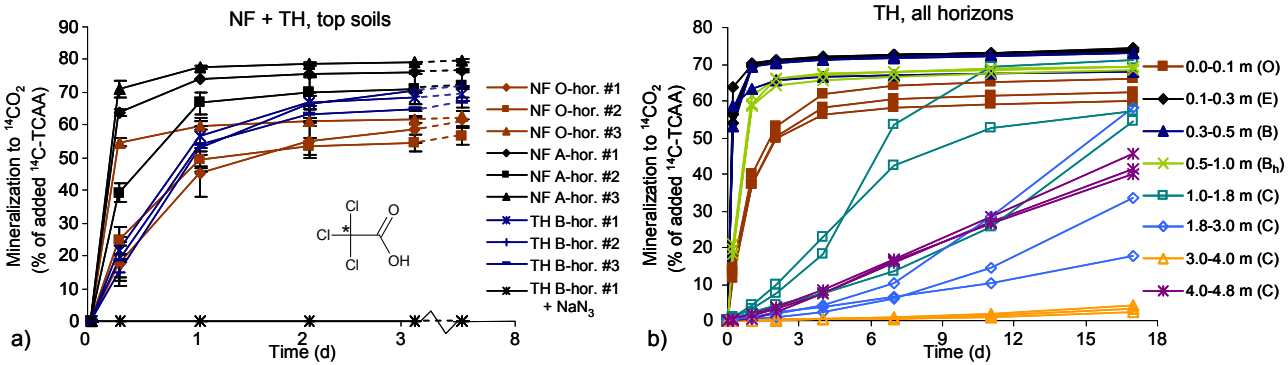 NF + TH, top soils
Mineralization to ¹⁴CO₂
(% of added ¹⁴C-TCAA)
90
80
70
60
50
40
30
20
10
0
0
1
2
3
8
Time (d)
a)
Cl
Cl
*
Cl
O
OH
NF O-hor. #1
NF O-hor. #2
NF O-hor. #3
NF A-hor. #1
NF A-hor. #2
NF A-hor. #3
TH B-hor. #1
TH B-hor. #2
TH B-hor. #3
TH B-hor. #1
+ NaN₃
TH, all horizons
Mineralization to ¹⁴CO₂
(% of added ¹⁴C-TCAA)
80
70
60
50
40
30
20
10
0
0
3
6
9
12
15
18
Time (d)
b)
0.0-0.1 m (O)
0.1-0.3 m (E)
0.3-0.5 m (B)
0.5-1.0 m (Bₕ)
1.0-1.8 m (C)
1.8-3.0 m (C)
3.0-4.0 m (C)
4.0-4.8 m (C)